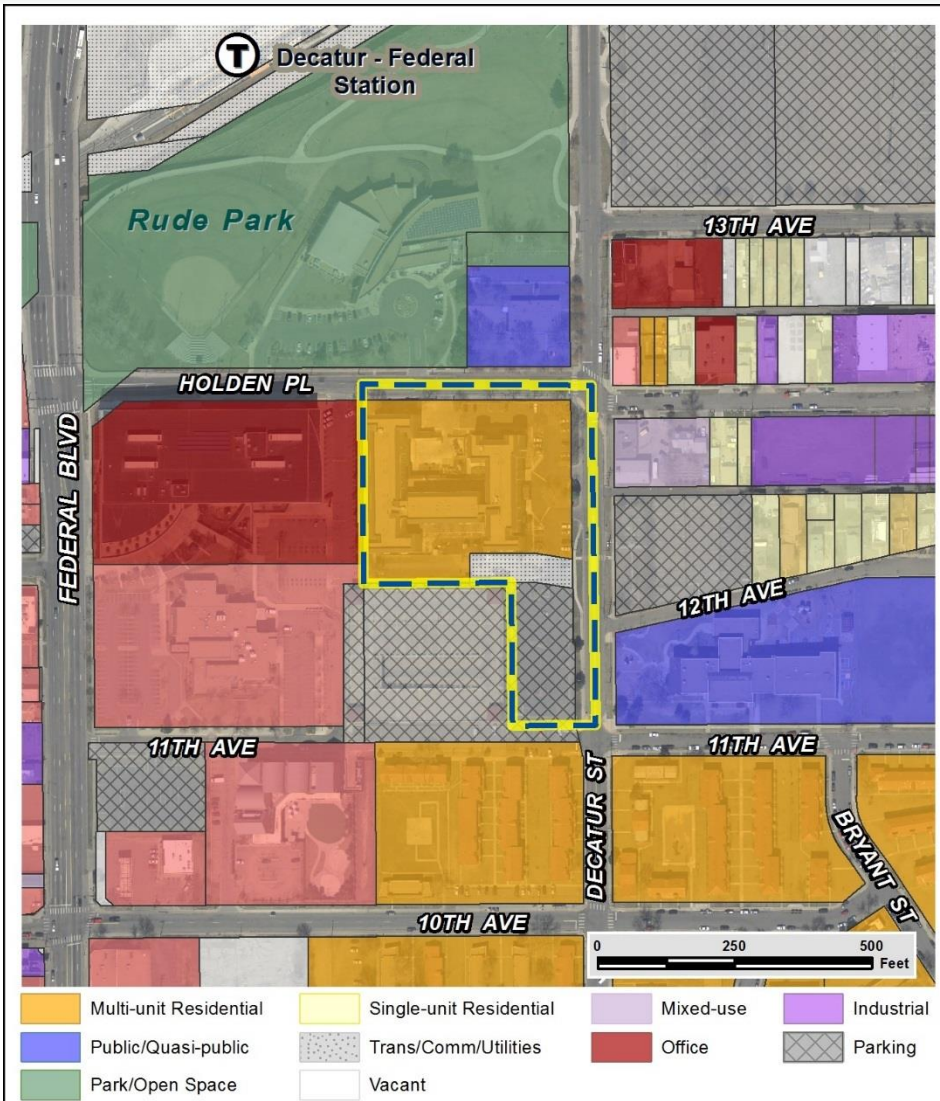 T
Decatur - Federal
Station
Rude Park
13TH AVE
HOLDEN PL
FEDERAL BLVD
12TH AVE
11TH AVE
11TH AVE
DECATUR ST
BRYANT ST
10TH AVE
0 250 500
Feet
Multi-unit Residential Single-unit Residential Mixed-use Industrial
Public/Quasi-public Trans/Comm/Utilities Office Parking
Park/Open Space Vacant